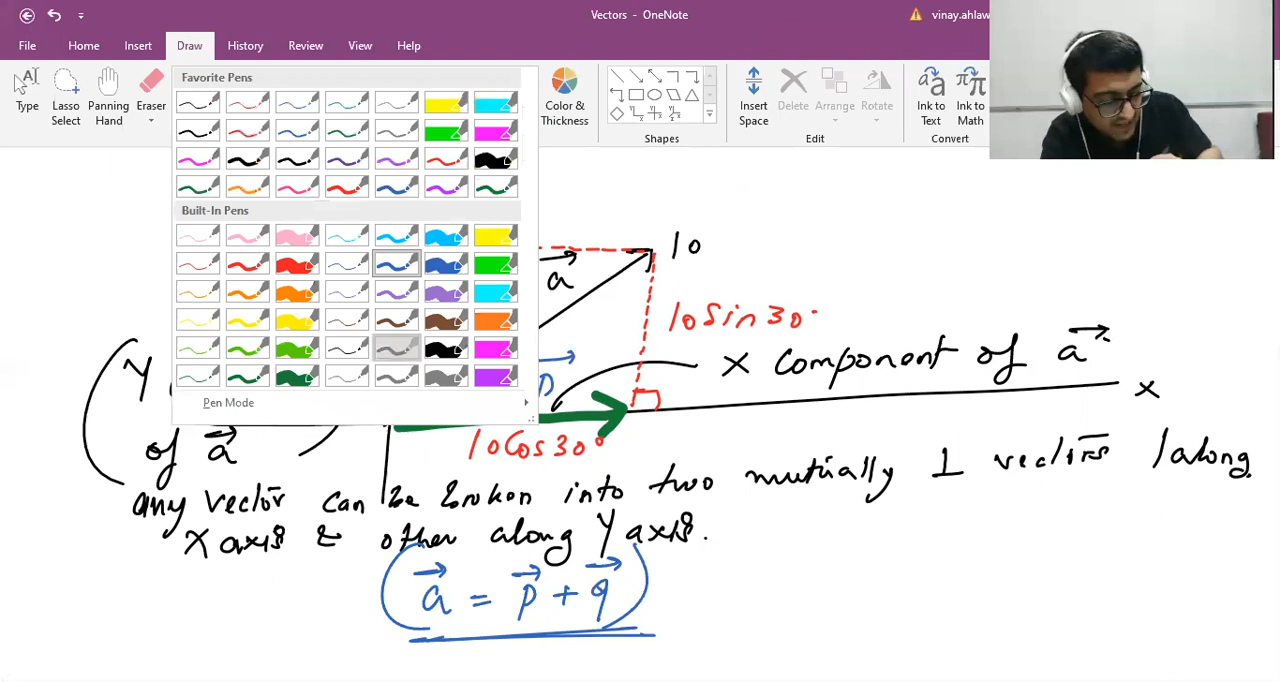 Vectors - OneNote
vinay.ahlaw
File Home Insert Draw History Review View Help
Type
Lasso Select
Panning Hand
Eraser
Favorite Pens
Built-In Pens
Pen Mode
Color & Thickness
Shapes
Insert Space
Delete
Arrange
Rotate
Edit
Ink to Text
Ink to Math
Convert
a
10
10 Sin 30°
X component of a
X
p
10 Cos 30°
Y
of a
any vector can be broken into two mutually ⊥ vectors 1 along
X axis & other along Y axis.
a = p + q